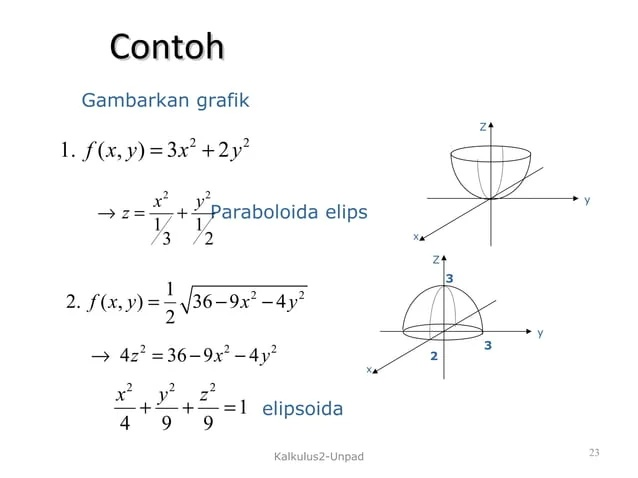 Contoh
Gambarkan grafik
1. f(x, y) = 3x² + 2y²
→ z = x²/(1/3) + y²/(1/2) Paraboloida elips
Z
y
x
2. f(x, y) = 1/2 √(36 − 9x² − 4y²)
→ 4z² = 36 − 9x² − 4y²
x²/4 + y²/9 + z²/9 = 1 elipsoida
Z
3
y
3
2
x
Kalkulus2-Unpad
23